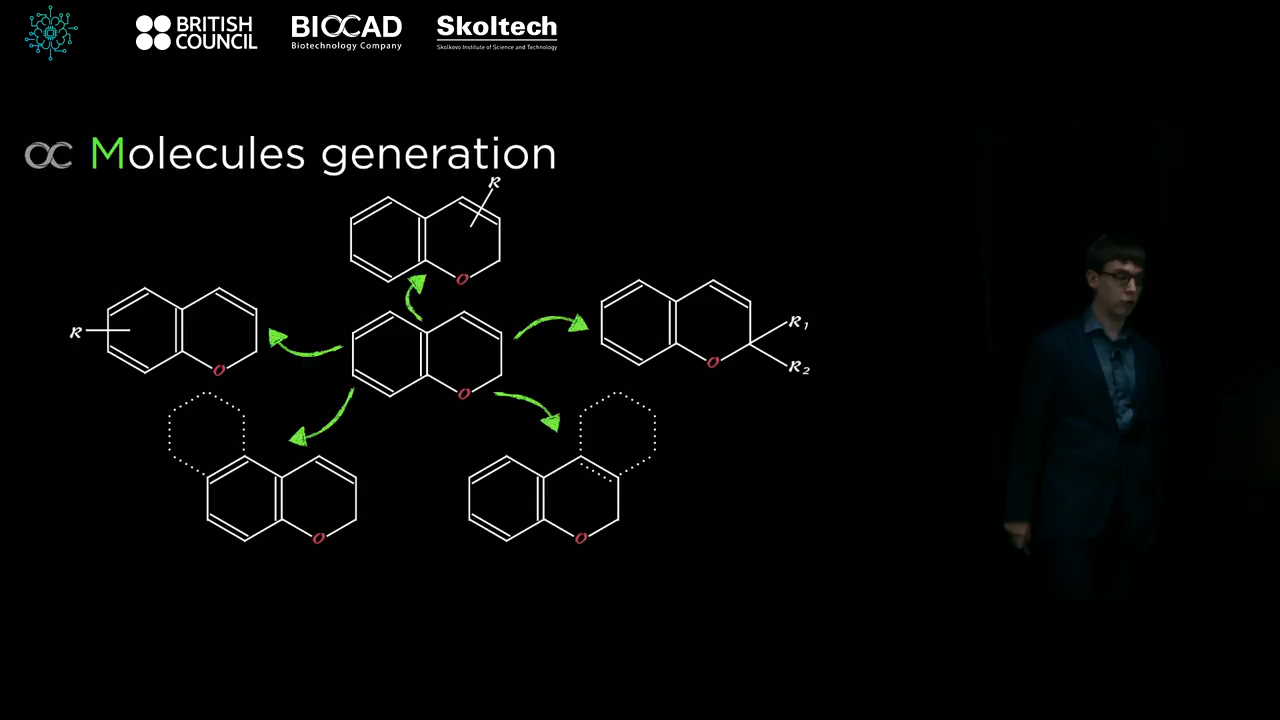 BRITISH
COUNCIL
BIOCAD
Biotechnology Company
Skoltech
Skolkovo Institute of Science and Technology
Molecules generation
R
O
R
O
R1
R2
O
O
O
O